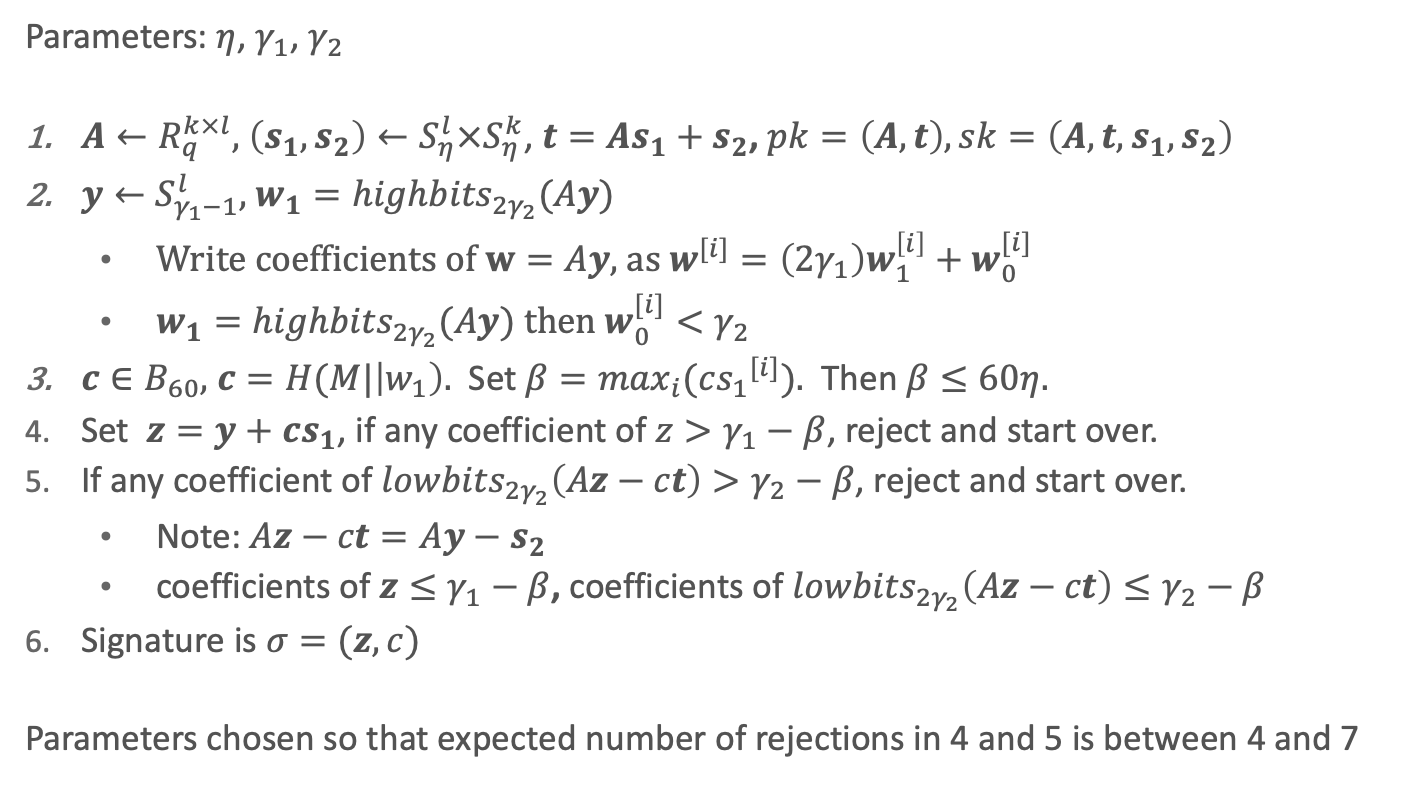 Parameters: η, γ₁, γ₂
1. A ← R_q^{k×l}, (s₁, s₂) ← S_η^l×S_η^k, t = As₁ + s₂, pk = (A, t), sk = (A, t, s₁, s₂)
2. y ← S_{γ₁−1}^l, w₁ = highbits_{2γ₂}(Ay)
• Write coefficients of w = Ay, as w^{[i]} = (2γ₁)w₁^{[i]} + w₀^{[i]}
• w₁ = highbits_{2γ₂}(Ay) then w₀^{[i]} < γ₂
3. c ∈ B₆₀, c = H(M||w₁). Set β = max_i(cs₁^{[i]}). Then β ≤ 60η.
4. Set z = y + cs₁, if any coefficient of z > γ₁ − β, reject and start over.
5. If any coefficient of lowbits_{2γ₂}(Az − ct) > γ₂ − β, reject and start over.
• Note: Az − ct = Ay − s₂
• coefficients of z ≤ γ₁ − β, coefficients of lowbits_{2γ₂}(Az − ct) ≤ γ₂ − β
6. Signature is σ = (z, c)
Parameters chosen so that expected number of rejections in 4 and 5 is between 4 and 7